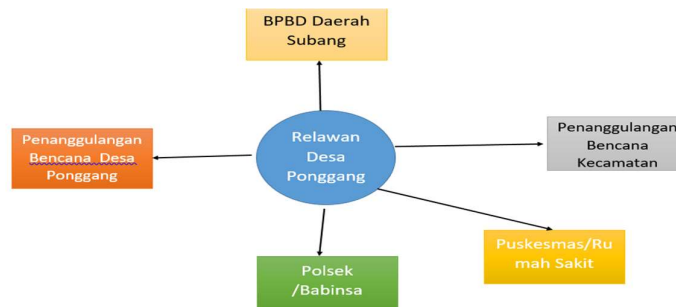 BPBD Daerah
Subang
Penanggulangan
Bencana Desa
Ponggang
Relawan
Desa
Ponggang
Penanggulangan
Bencana
Kecamatan
Puskesmas/Ru
mah Sakit
Polsek
/Babinsa